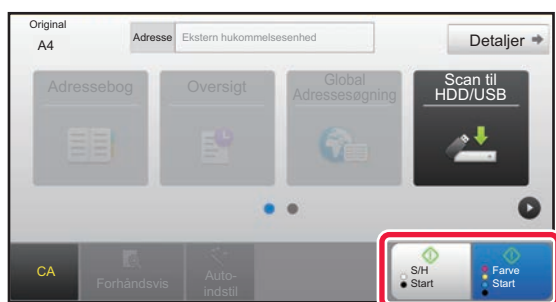 Original
A4
Adresse
Ekstern hukommelsesenhed
Detaljer
Adressebog
Oversigt
Global
Adressesøgning
Scan til
HDD/USB
CA
Forhåndsvis
Auto-
indstil
S/H
Start
Farve
Start